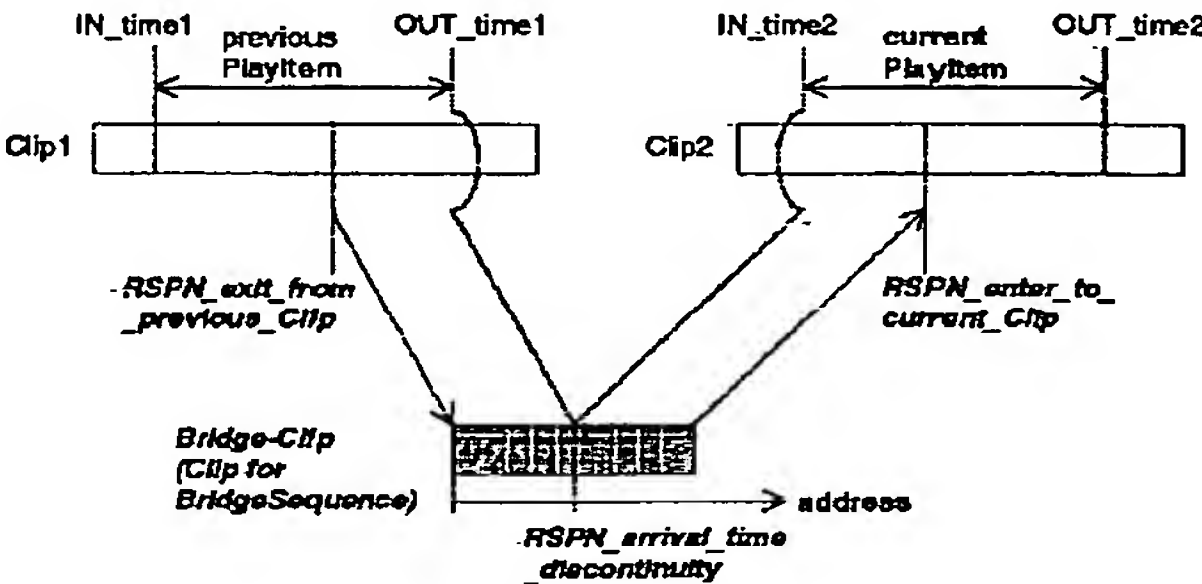 IN_time1
previous
PlayItem
OUT_time1
IN_time2
current
PlayItem
OUT_time2
Clip1
Clip2
RSPN_exit_from
_previous_Clip
RSPN_enter_to_
current_Clip
Bridge-Clip
(Clip for
BridgeSequence)
address
RSPN_arrival_time
_discontinuity